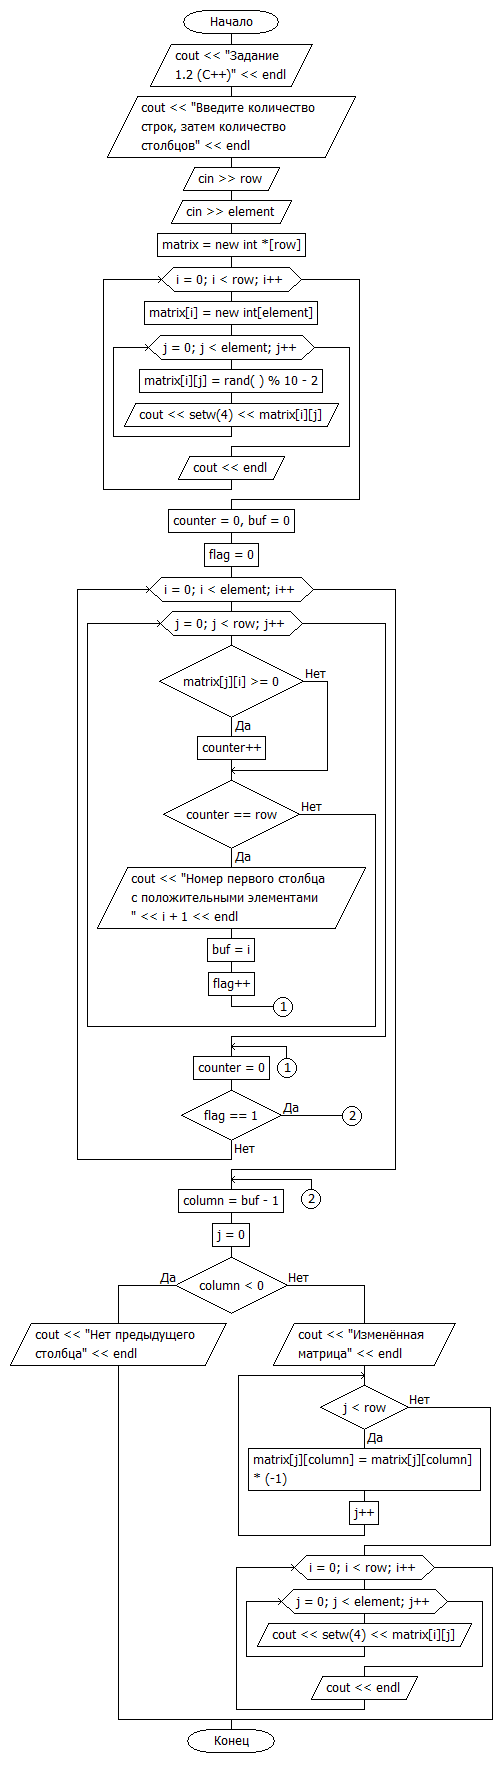 Начало
cout << "Задание
1.2 (C++)" << endl
cout << "Введите количество
строк, затем количество
столбцов" << endl
cin >> row
cin >> element
matrix = new int *[row]
i = 0; i < row; i++
matrix[i] = new int[element]
j = 0; j < element; j++
matrix[i][j] = rand( ) % 10 - 2
cout << setw(4) << matrix[i][j]
cout << endl
counter = 0, buf = 0
flag = 0
i = 0; i < element; i++
j = 0; j < row; j++
matrix[j][i] >= 0
Нет
Да
counter++
counter == row
Нет
Да
cout << "Номер первого столбца
с положительными элементами
" << i + 1 << endl
buf = i
flag++
1
1
counter = 0
flag == 1
Да
2
Нет
column = buf - 1
2
j = 0
column < 0
Да
Нет
cout << "Нет предыдущего
столбца" << endl
cout << "Изменённая
матрица" << endl
j < row
Нет
Да
matrix[j][column] = matrix[j][column]
* (-1)
j++
i = 0; i < row; i++
j = 0; j < element; j++
cout << setw(4) << matrix[i][j]
cout << endl
Конец